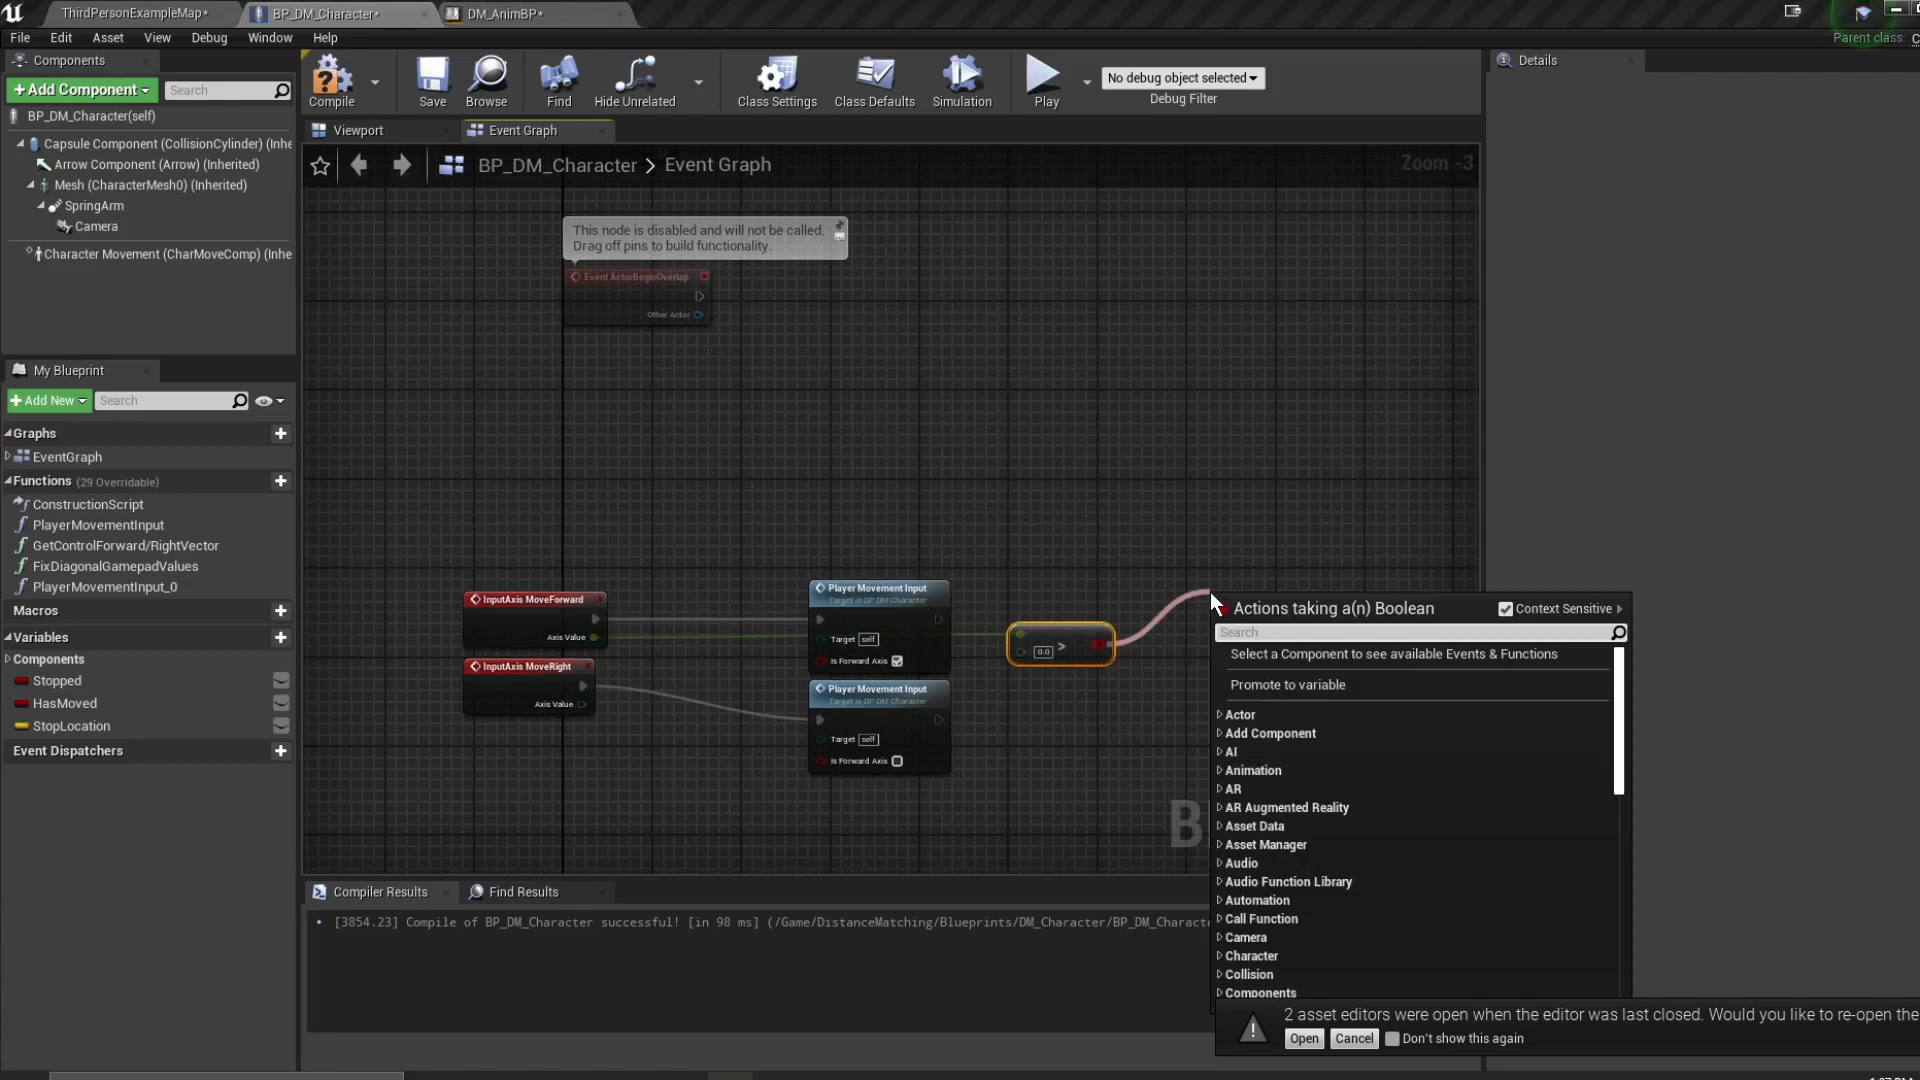 ThirdPersonExampleMap*
BP_DM_Character*
DM_AnimBP*
File Edit Asset View Debug Window Help
Parent class: C
Components
+Add Component
Search
BP_DM_Character(self)
Capsule Component (CollisionCylinder) (Inhe
Arrow Component (Arrow) (Inherited)
Mesh (CharacterMesh0) (Inherited)
SpringArm
Camera
Character Movement (CharMoveComp) (Inhe
My Blueprint
+Add New
Search
Graphs
EventGraph
Functions (29 Overridable)
ConstructionScript
PlayerMovementInput
GetControlForward/RightVector
FixDiagonalGamepadValues
PlayerMovementInput_0
Macros
Variables
Components
Stopped
HasMoved
StopLocation
Event Dispatchers
Compile
Save
Browse
Find
Hide Unrelated
Class Settings
Class Defaults
Simulation
Play
No debug object selected
Debug Filter
Viewport
Event Graph
BP_DM_Character > Event Graph
Zoom -3
This node is disabled and will not be called.
Drag off pins to build functionality.
Event ActorBeginOverlap
Other Actor
InputAxis MoveForward
Axis Value
InputAxis MoveRight
Axis Value
Player Movement Input
Target is BP DM Character
Target self
Is Forward Axis
Player Movement Input
Target is BP DM Character
Target self
Is Forward Axis
0.0 >
B
Details
Actions taking a(n) Boolean
Context Sensitive
Search
Select a Component to see available Events & Functions
Promote to variable
Actor
Add Component
AI
Animation
AR
AR Augmented Reality
Asset Data
Asset Manager
Audio
Audio Function Library
Automation
Call Function
Camera
Character
Collision
Components
Compiler Results
Find Results
[3854.23] Compile of BP_DM_Character successful! [in 98 ms] (/Game/DistanceMatching/Blueprints/DM_Character/BP_DM_Characte
2 asset editors were open when the editor was last closed. Would you like to re-open the
Open
Cancel
Don't show this again